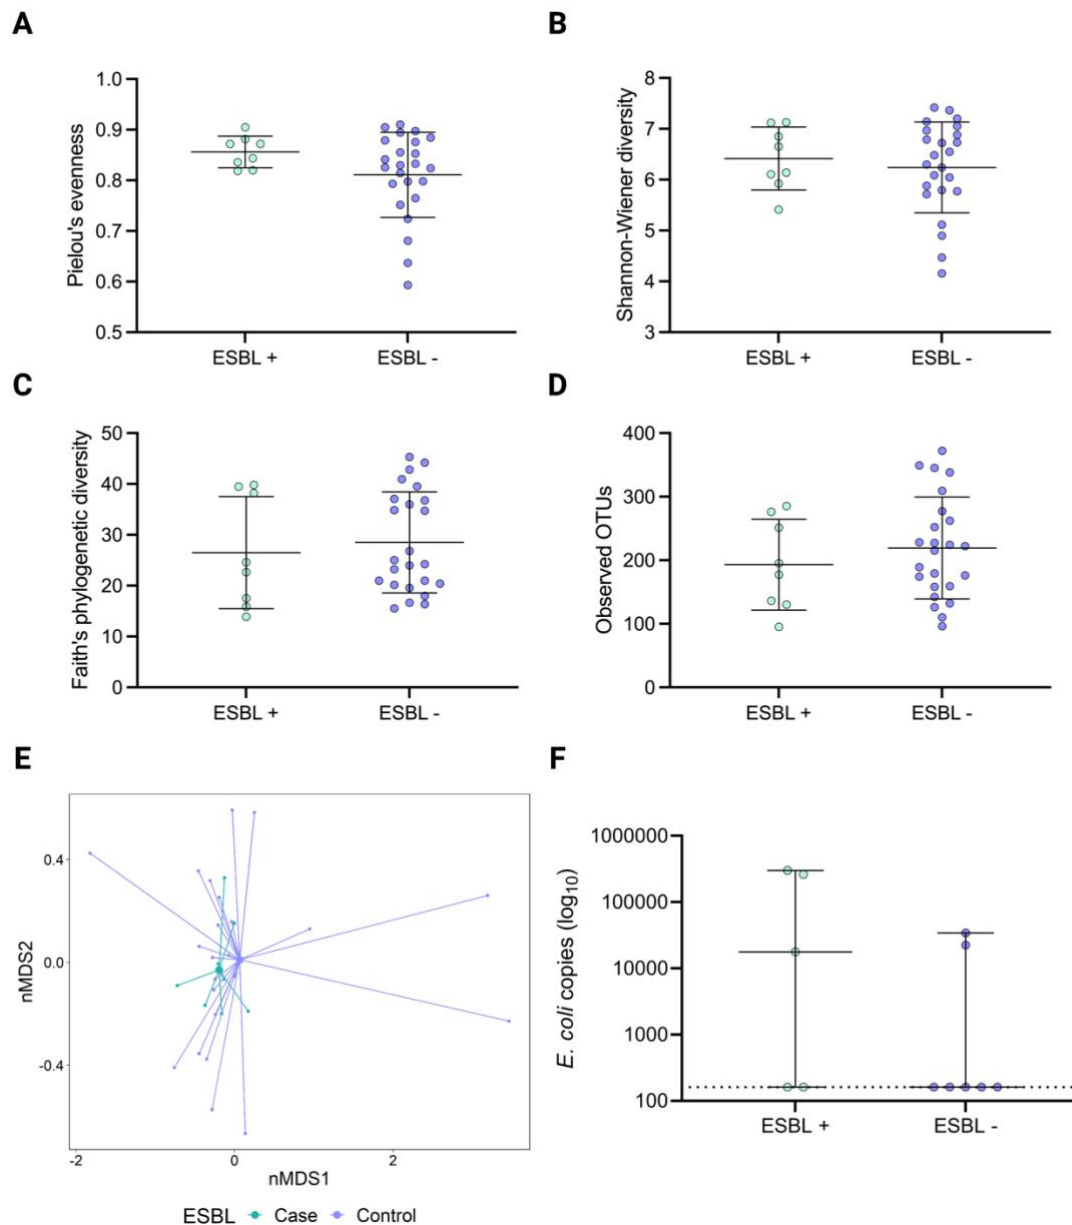 A
B
Pielou's evenness
1.0
0.9
0.8
0.7
0.6
0.5
ESBL +
ESBL -
Shannon-Wiener diversity
8
7
6
5
4
3
ESBL +
ESBL -
C
D
Faith's phylogenetic diversity
50
40
30
20
10
0
ESBL +
ESBL -
Observed OTUs
400
300
200
100
0
ESBL +
ESBL -
E
F
nMDS2
0.4
0.0
-0.4
-2
0
2
nMDS1
ESBL Case Control
E. coli copies (log10)
1000000
100000
10000
1000
100
ESBL +
ESBL -